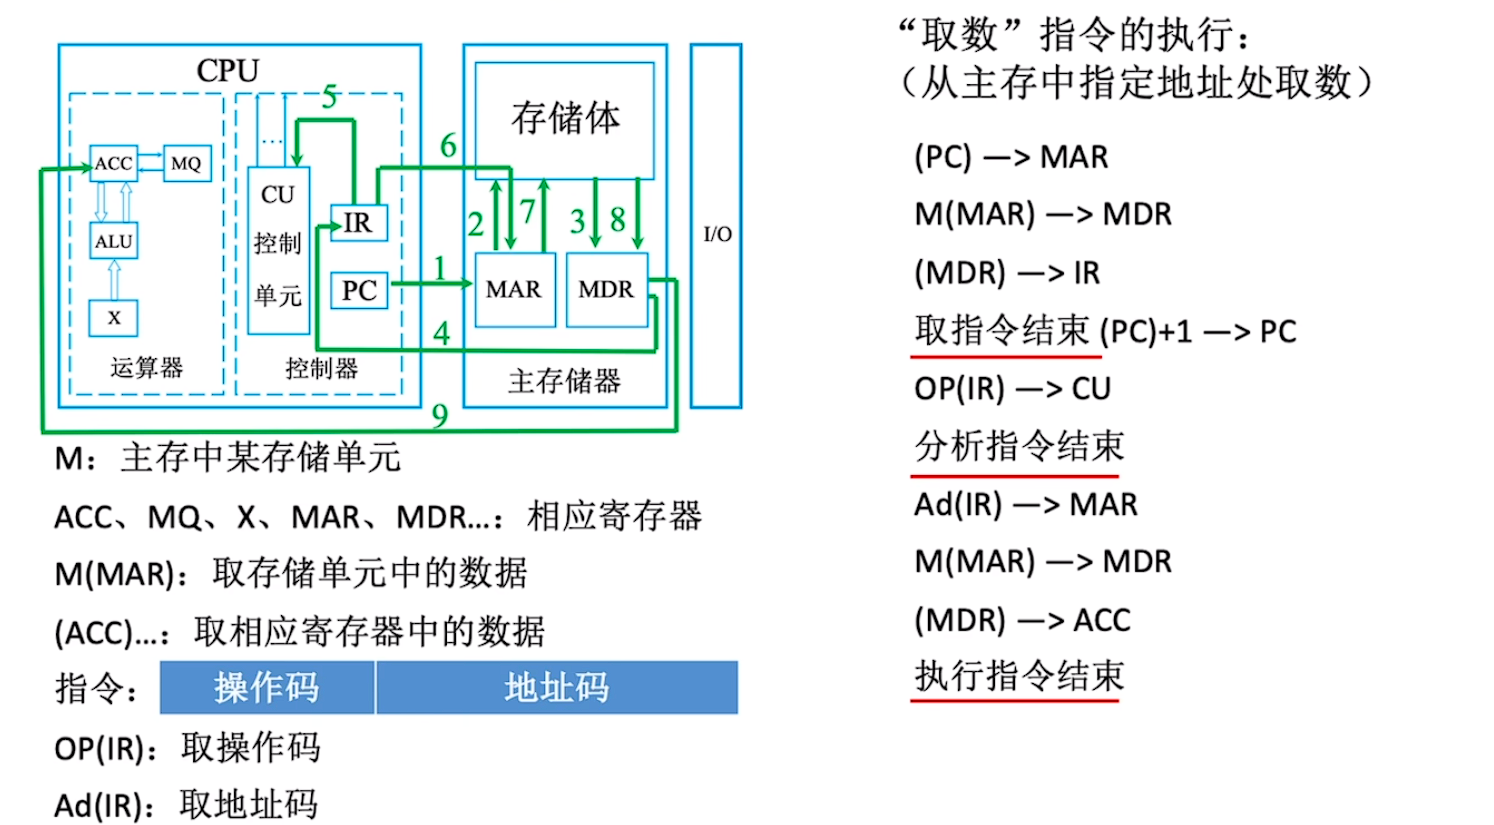 CPU
5
ACC
MQ
ALU
X
运算器
...
CU
控制
单元
IR
PC
控制器
6
1
4
9
存储体
2
7
3
8
MAR
MDR
主存储器
I/O
M：主存中某存储单元
ACC、MQ、X、MAR、MDR...：相应寄存器
M(MAR)：取存储单元中的数据
(ACC)...：取相应寄存器中的数据
指令： 操作码 地址码
OP(IR)：取操作码
Ad(IR)：取地址码
“取数”指令的执行：
（从主存中指定地址处取数）
(PC) —> MAR
M(MAR) —> MDR
(MDR) —> IR
取指令结束 (PC)+1 —> PC
OP(IR) —> CU
分析指令结束
Ad(IR) —> MAR
M(MAR) —> MDR
(MDR) —> ACC
执行指令结束